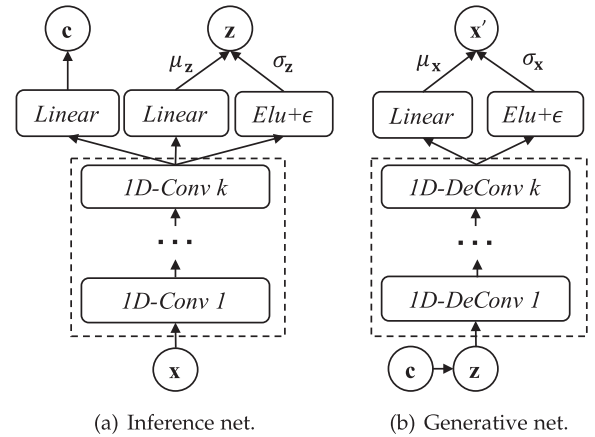 c z x′
μz σz μx σx
Linear Linear Elu+ϵ Linear Elu+ϵ
1D-Conv k 1D-DeConv k
... ...
1D-Conv 1 1D-DeConv 1
x c z
(a) Inference net. (b) Generative net.